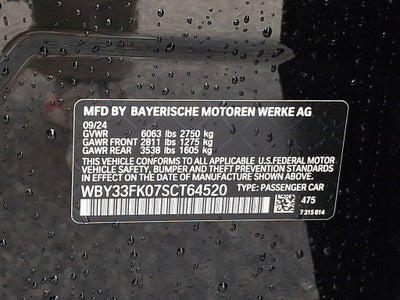 MFD BY BAYERISCHE MOTOREN WERKE AG
09/24
GVWR 6063 lbs 2750 kg
GAWR FRONT 2811 lbs 1275 kg
GAWR REAR 3538 lbs 1605 kg
THIS VEHICLE CONFORMS TO ALL APPLICABLE U.S.FEDERAL MOTOR
VEHICLE SAFETY, BUMPER AND THEFT PREVENTION STANDARDS
IN EFFECT ON THE DATE OF MANUFACTURE SHOWN ABOVE.
WBY33FK07SCT64520 TYPE: PASSENGER CAR
475
7 315 814